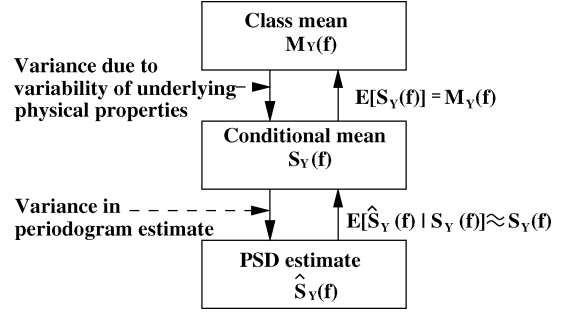 Class mean
M_Y(f)
Variance due to
variability of underlying
physical properties
E[S_Y(f)] = M_Y(f)
Conditional mean
S_Y(f)
Variance in
periodogram estimate
E[Ŝ_Y (f) | S_Y (f)]≈S_Y(f)
PSD estimate
Ŝ_Y(f)